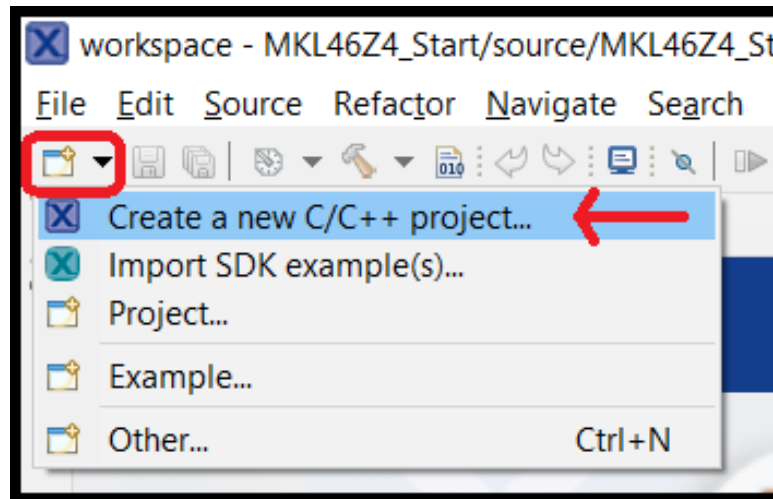 workspace - MKL46Z4_Start/source/MKL46Z4_St
File Edit Source Refactor Navigate Search
010
Create a new C/C++ project...
Import SDK example(s)...
Project...
Example...
Other... Ctrl+N